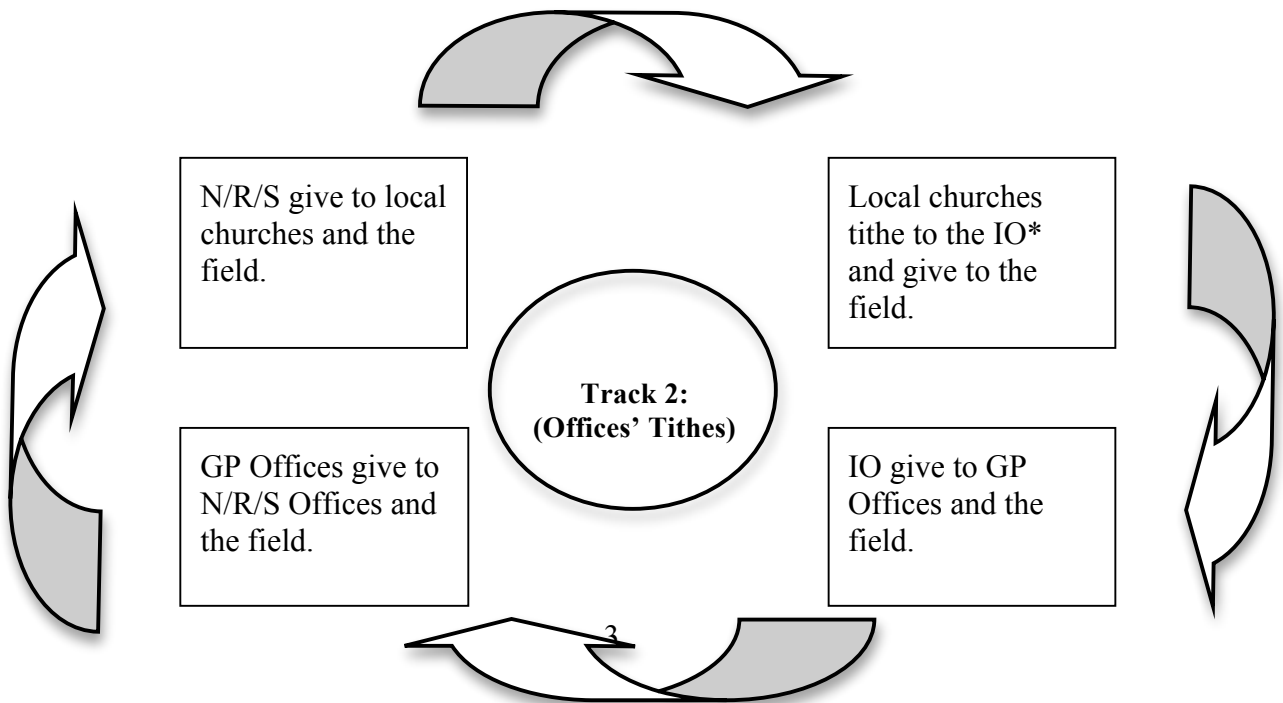 N/R/S give to local
churches and the
field.
Local churches
tithe to the IO*
and give to the
field.
Track 2:
(Offices’ Tithes)
GP Offices give to
N/R/S Offices and
the field.
IO give to GP
Offices and the
field.
3